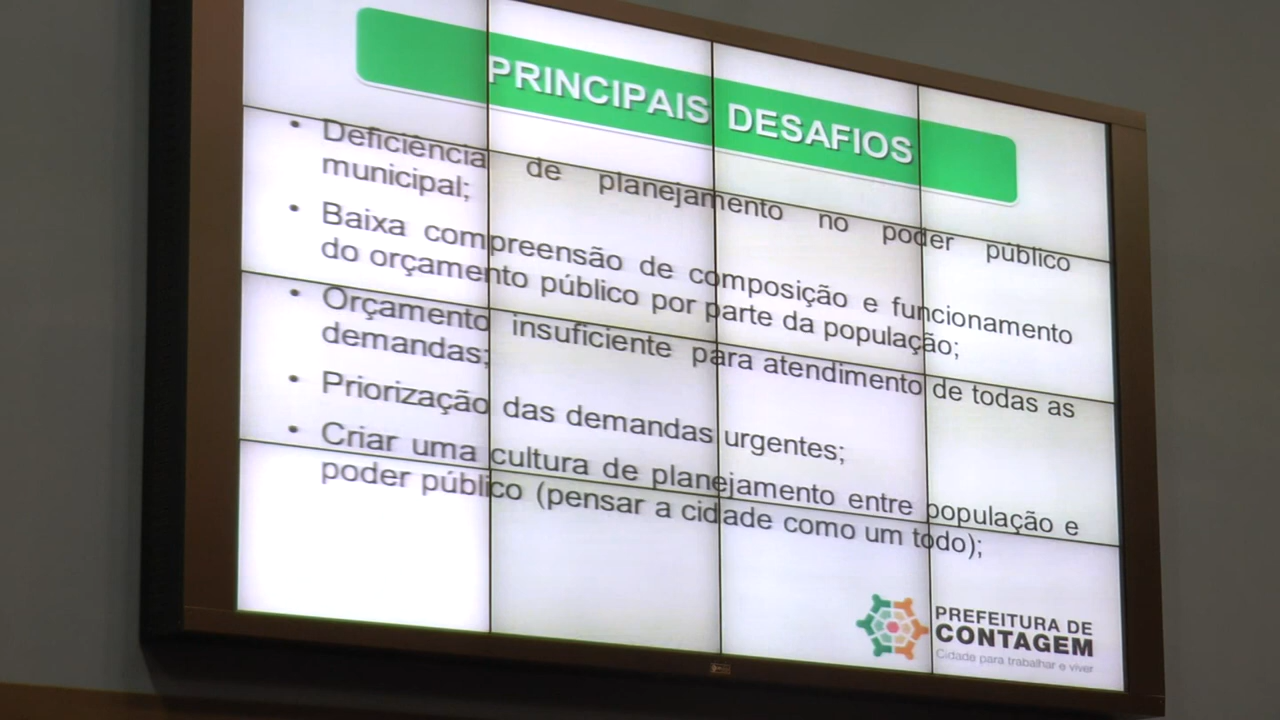 PRINCIPAIS DESAFIOS
• Deficiência de planejamento no poder público
municipal;
• Baixa compreensão de composição e funcionamento
do orçamento público por parte da população;
• Orçamento insuficiente para atendimento de todas as
demandas;
• Priorização das demandas urgentes;
• Criar uma cultura de planejamento entre população e
poder público (pensar a cidade como um todo);
PREFEITURA DE
CONTAGEM
Cidade para trabalhar e viver